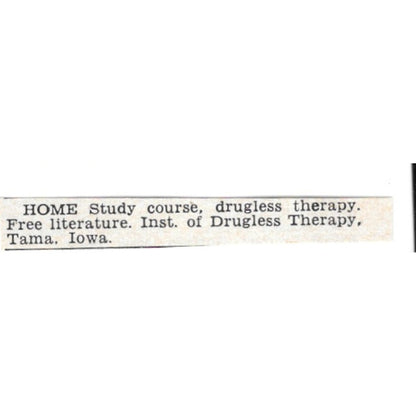 HOME Study course, drugless therapy.
Free literature. Inst. of Drugless Therapy,
Tama, Iowa.